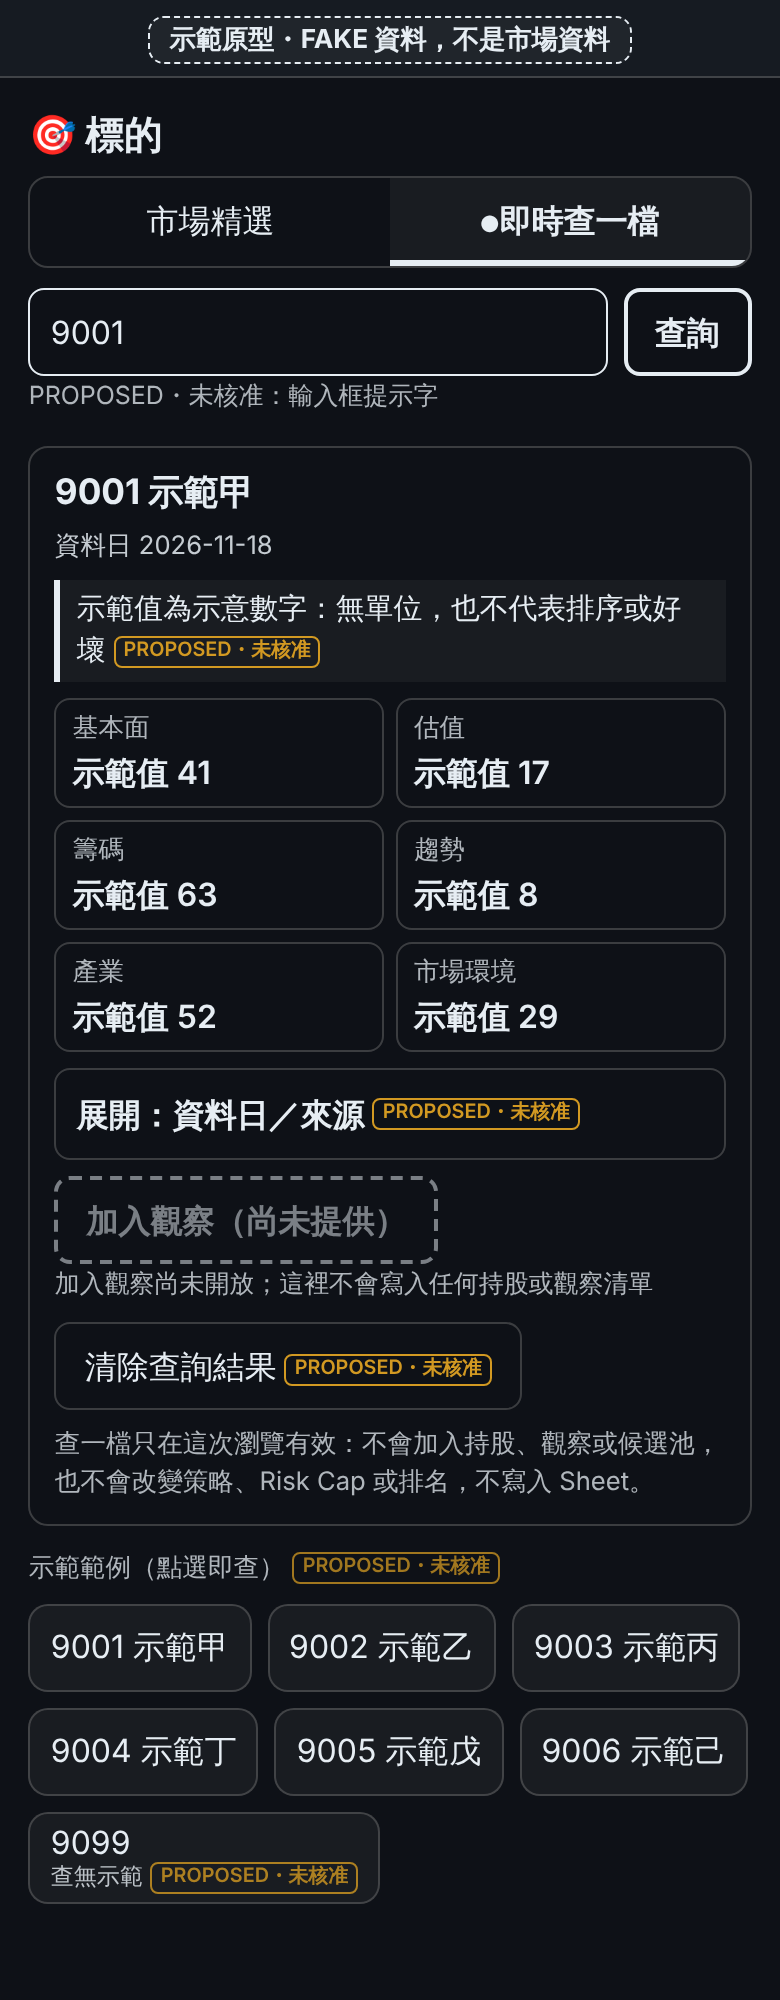 示範原型・FAKE 資料，不是市場資料
🎯 標的
市場精選
●即時查一檔
9001
查詢
PROPOSED・未核准：輸入框提示字
9001 示範甲
資料日 2026-11-18
示範值為示意數字：無單位，也不代表排序或好
壞 PROPOSED・未核准
基本面
示範值 41
估值
示範值 17
籌碼
示範值 63
趨勢
示範值 8
產業
示範值 52
市場環境
示範值 29
展開：資料日／來源 PROPOSED・未核准
加入觀察（尚未提供）
加入觀察尚未開放；這裡不會寫入任何持股或觀察清單
清除查詢結果 PROPOSED・未核准
查一檔只在這次瀏覽有效：不會加入持股、觀察或候選池，
也不會改變策略、Risk Cap 或排名，不寫入 Sheet。
示範範例（點選即查） PROPOSED・未核准
9001 示範甲
9002 示範乙
9003 示範丙
9004 示範丁
9005 示範戊
9006 示範己
9099
查無示範 PROPOSED・未核准